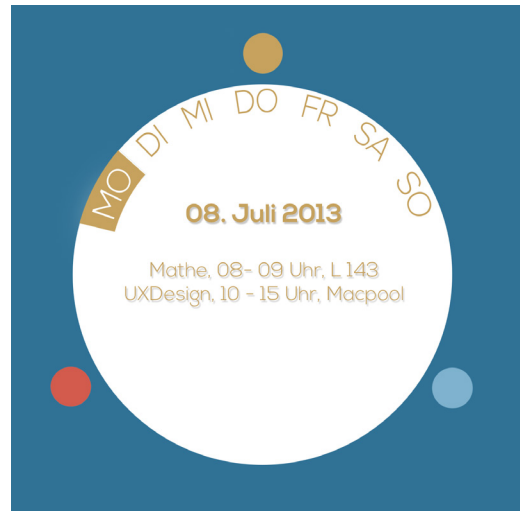 MO DI MI DO FR SA SO
08. Juli 2013
Mathe, 08- 09 Uhr, L 143
UXDesign, 10 - 15 Uhr, Macpool